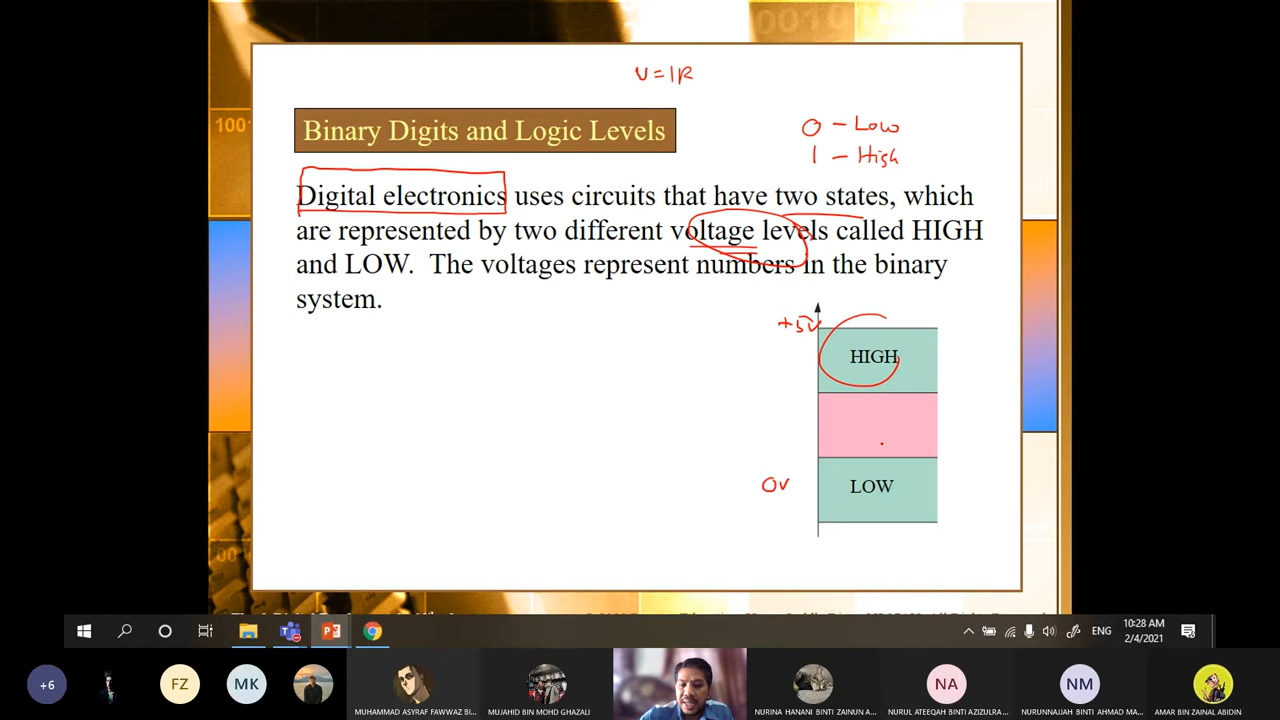 V=IR
Binary Digits and Logic Levels
0 - Low
1 - High
Digital electronics uses circuits that have two states, which
are represented by two different voltage levels called HIGH
and LOW. The voltages represent numbers in the binary
system.
+5V
HIGH
0V
LOW
ENG
10:28 AM
2/4/2021
+6
FZ
MK
MUHAMMAD ASYRAF FAWWAZ BI...
MUJAHID BIN MOHD GHAZALI
NURINA HANANI BINTI ZAINUN A...
NA
NURUL ATEEQAH BINTI AZIZULRA...
NM
NURUNNAJJAH BINTI AHMAD MA...
AMAR BIN ZAINAL ABIDIN